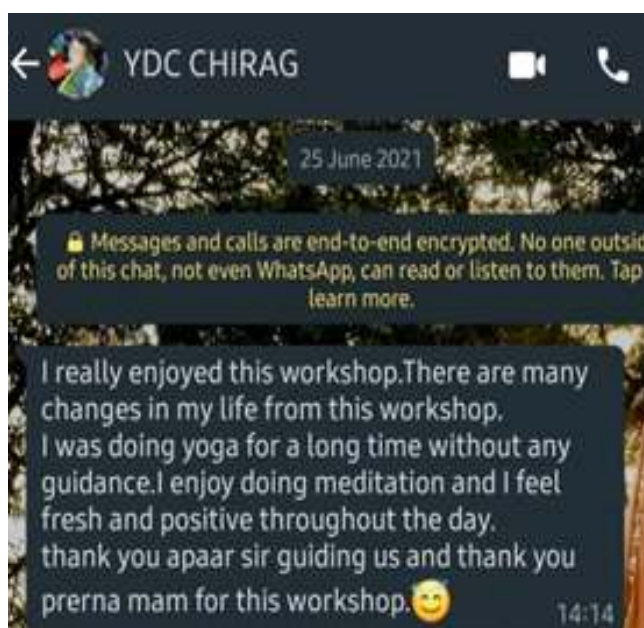 YDC CHIRAG
25 June 2021
Messages and calls are end-to-end encrypted. No one outsid
of this chat, not even WhatsApp, can read or listen to them. Tap
learn more.
I really enjoyed this workshop.There are many
changes in my life from this workshop.
I was doing yoga for a long time without any
guidance.I enjoy doing meditation and I feel
fresh and positive throughout the day.
thank you apaar sir guiding us and thank you
prerna mam for this workshop.😇
14:14